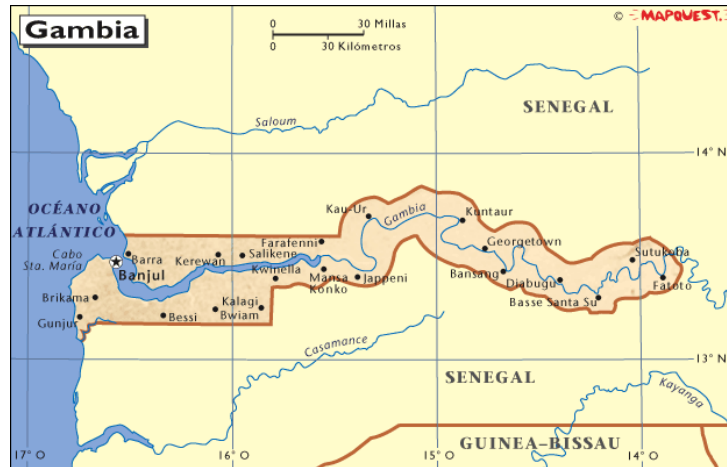 Gambia
0 30 Millas
0 30 Kilómetros
© MAPQUEST.
Saloum
SENEGAL
14° N
OCÉANO
ATLÁNTICO
Kau-Ur
Gambia
Kuntaur
Cabo
Sta. María
Barra
Banjul
Kerewan
Farafenni
Salikene
Georgetown
Sutukoba
Kwinella
Mansa
Konko
Jappeni
Bansang
Diabugu
Basse Santa Su
Fatoto
Brikama
Gunjur
Bessi
Kalagi
Bwiam
Casamance
13° N
SENEGAL
Kayanga
17° O
16°
15°
14°
GUINEA-BISSAU